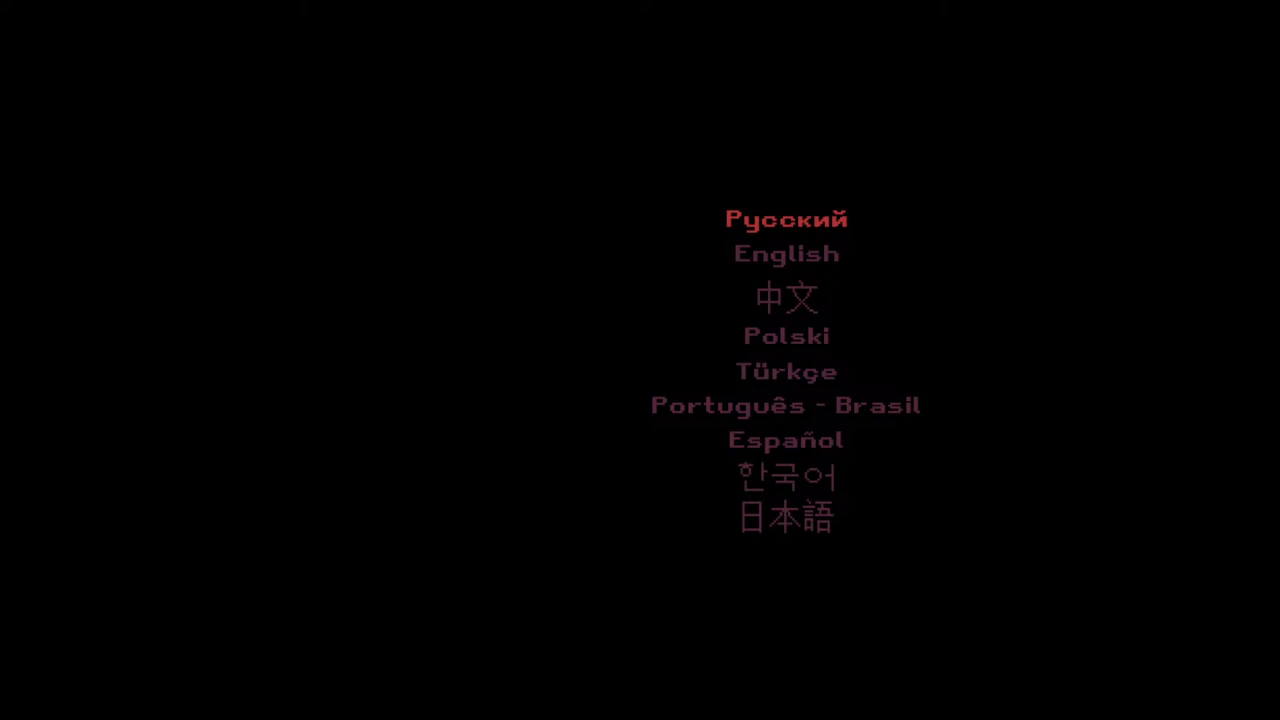 Русский
English
中文
Polski
Türkçe
Português - Brasil
Español
한국어
日本語